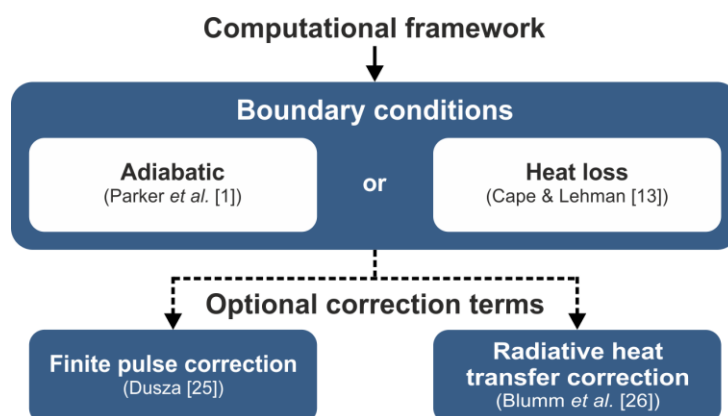 Computational framework
Boundary conditions
Adiabatic
(Parker et al. [1])
or
Heat loss
(Cape & Lehman [13])
Optional correction terms
Finite pulse correction
(Dusza [25])
Radiative heat
transfer correction
(Blumm et al. [26])